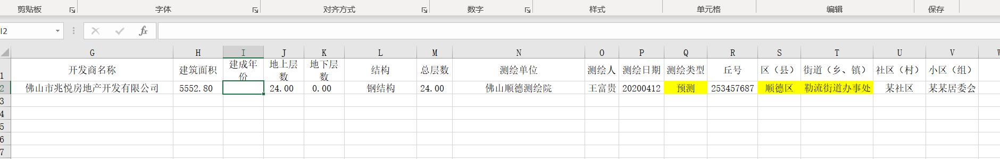 剪贴板 字体 对齐方式 数字 样式 单元格 编辑 保存
I2 fx
G H I J K L M N O P Q R S T U V
1 开发商名称 建筑面积 建成年份 地上层数 地下层数 结构 总层数 测绘单位 测绘人 测绘日期 测绘类型 丘号 区（县） 街道（乡、镇） 社区（村） 小区（组）
2 佛山市兆悦房地产开发有限公司 5552.80 24.00 0.00 钢结构 24.00 佛山顺德测绘院 王富贵 20200412 预测 253457687 顺德区 勒流街道办事处 某社区 某某居委会
3
4
5
6
7